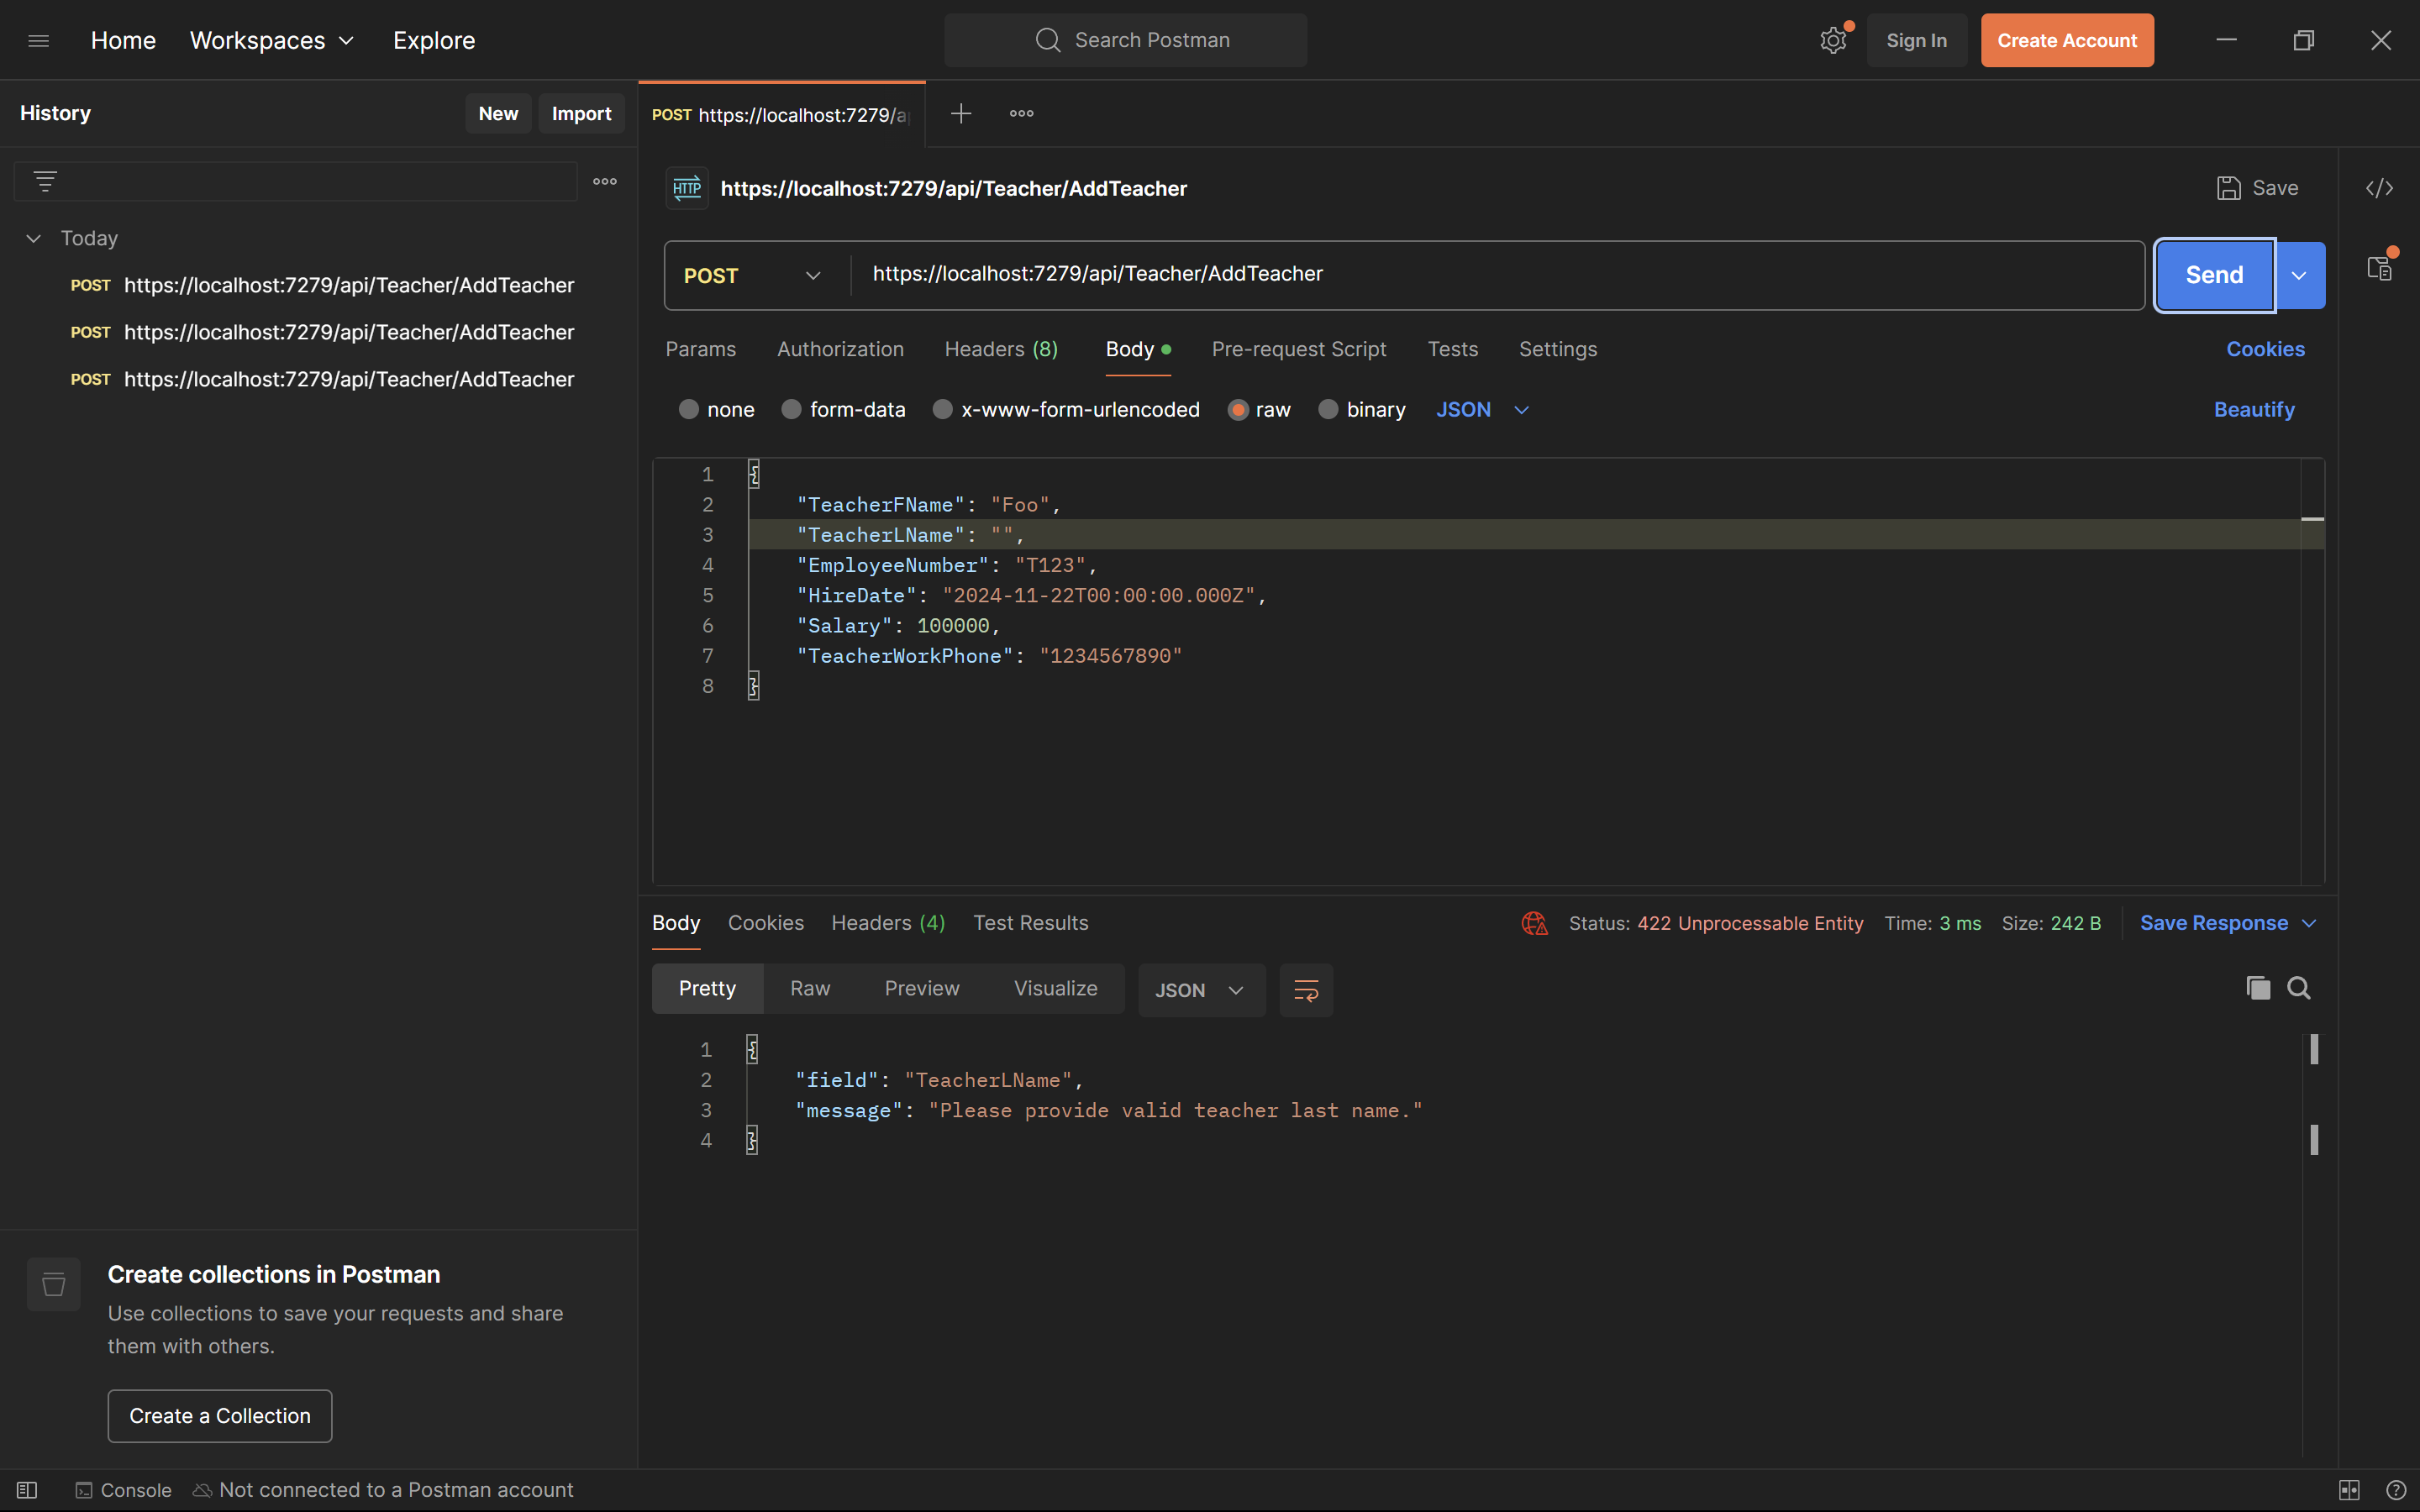 Home Workspaces Explore Search Postman Sign In Create Account
History New Import POST https://localhost:7279/a
HTTP https://localhost:7279/api/Teacher/AddTeacher Save
Today
POST https://localhost:7279/api/Teacher/AddTeacher
POST https://localhost:7279/api/Teacher/AddTeacher
POST https://localhost:7279/api/Teacher/AddTeacher
POST https://localhost:7279/api/Teacher/AddTeacher Send
Params Authorization Headers (8) Body Pre-request Script Tests Settings Cookies
none form-data x-www-form-urlencoded raw binary JSON Beautify
1 {
2 "TeacherFName": "Foo",
3 "TeacherLName": "",
4 "EmployeeNumber": "T123",
5 "HireDate": "2024-11-22T00:00:00.000Z",
6 "Salary": 100000,
7 "TeacherWorkPhone": "1234567890"
8 }
Body Cookies Headers (4) Test Results Status: 422 Unprocessable Entity Time: 3 ms Size: 242 B Save Response
Pretty Raw Preview Visualize JSON
1 {
2 "field": "TeacherLName",
3 "message": "Please provide valid teacher last name."
4 }
Create collections in Postman
Use collections to save your requests and share
them with others.
Create a Collection
Console Not connected to a Postman account